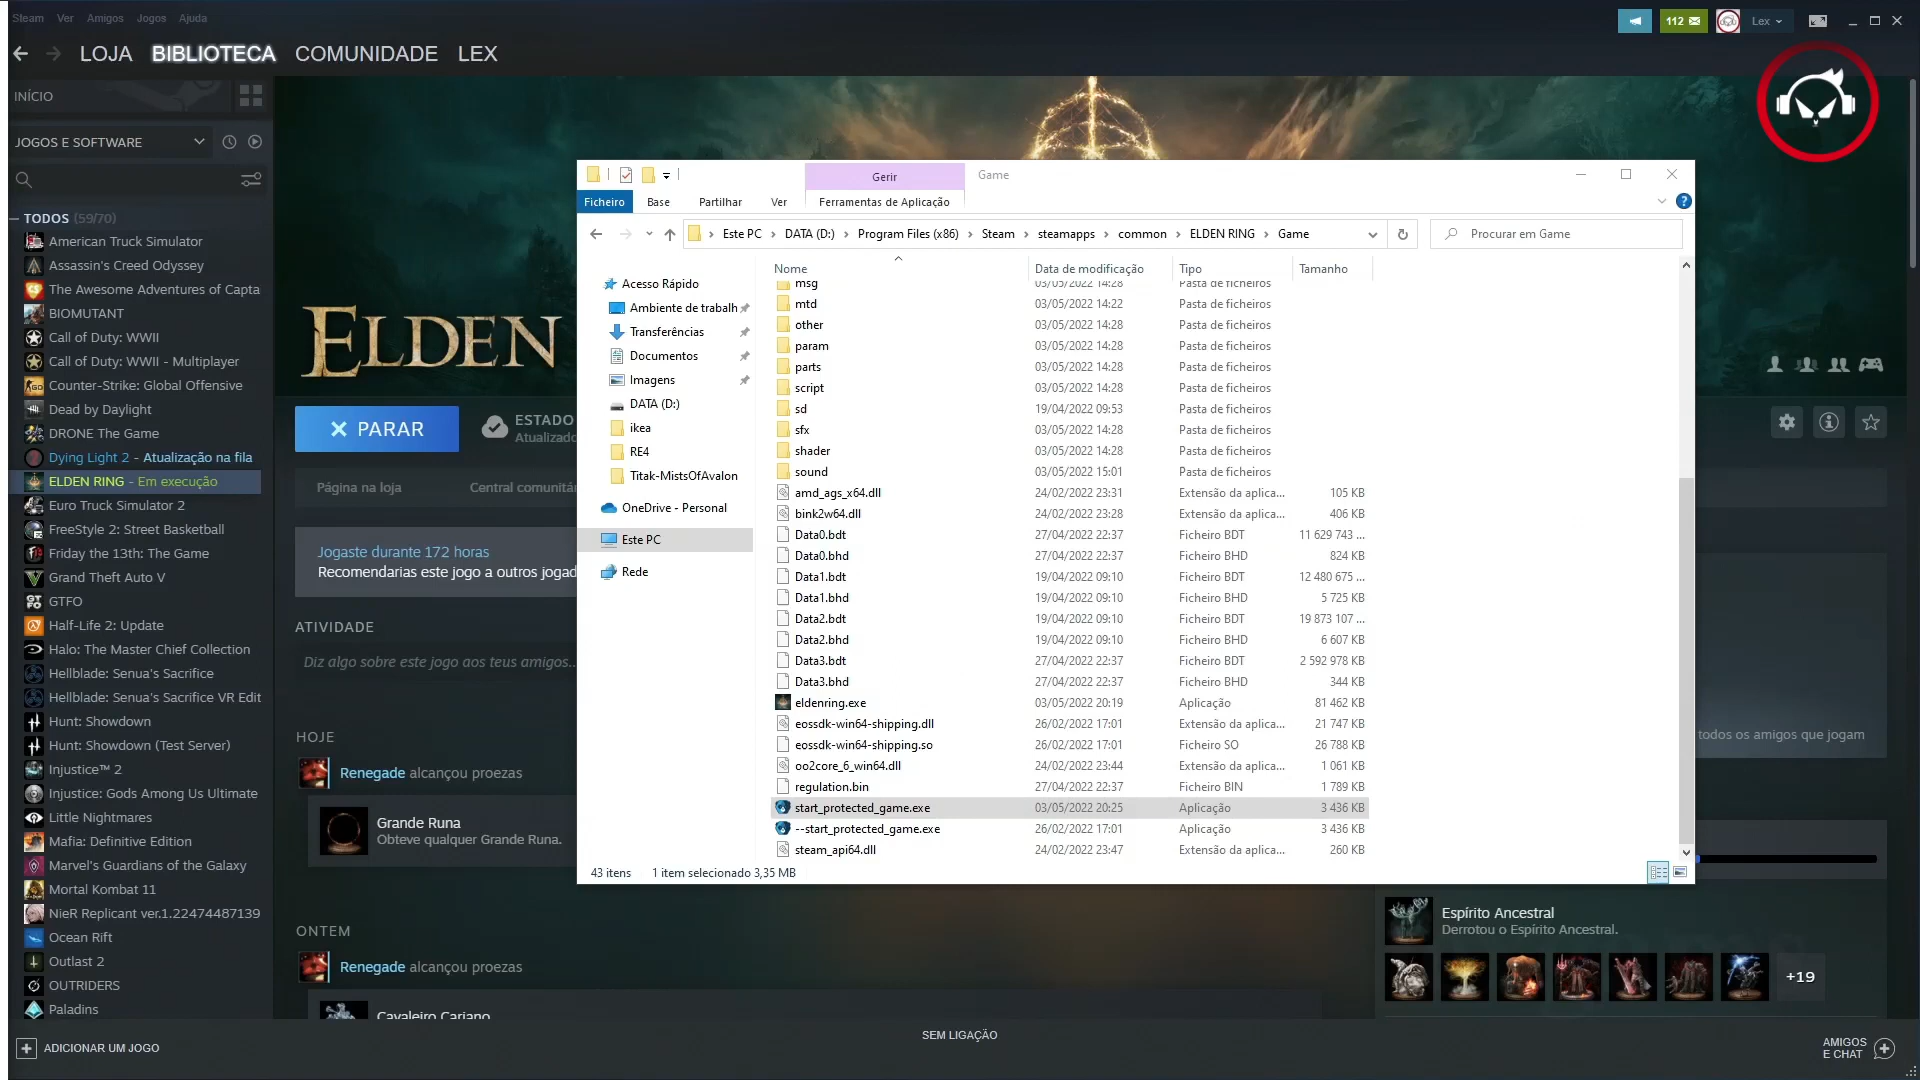 Steam Ver Amigos Jogos Ajuda
112
Lex
LOJA BIBLIOTECA COMUNIDADE LEX
INÍCIO
JOGOS E SOFTWARE
TODOS (59/70)
American Truck Simulator
Assassin's Creed Odyssey
The Awesome Adventures of Capta
BIOMUTANT
Call of Duty: WWII
Call of Duty: WWII - Multiplayer
Counter-Strike: Global Offensive
Dead by Daylight
DRONE The Game
Dying Light 2 - Atualização na fila
ELDEN RING - Em execução
Euro Truck Simulator 2
FreeStyle 2: Street Basketball
Friday the 13th: The Game
Grand Theft Auto V
GTFO
Half-Life 2: Update
Halo: The Master Chief Collection
Hellblade: Senua's Sacrifice
Hellblade: Senua's Sacrifice VR Edit
Hunt: Showdown
Hunt: Showdown (Test Server)
Injustice™ 2
Injustice: Gods Among Us Ultimate
Little Nightmares
Mafia: Definitive Edition
Marvel's Guardians of the Galaxy
Mortal Kombat 11
NieR Replicant ver.1.22474487139
Ocean Rift
Outlast 2
OUTRIDERS
Paladins
ADICIONAR UM JOGO
ELDEN
PARAR
ESTADO
Atualizado
Página na loja
Central comunitár
Jogaste durante 172 horas
Recomendarias este jogo a outros jogad
ATIVIDADE
Diz algo sobre este jogo aos teus amigos...
HOJE
Renegade alcançou proezas
Grande Runa
Obteve qualquer Grande Runa.
ONTEM
Renegade alcançou proezas
Cavaleiro Cariano
Gerir
Game
Ficheiro Base Partilhar Ver Ferramentas de Aplicação
Este PC DATA (D:) Program Files (x86) Steam steamapps common ELDEN RING Game
Procurar em Game
Acesso Rápido
Ambiente de trabalh
Transferências
Documentos
Imagens
DATA (D:)
ikea
RE4
Titak-MistsOfAvalon
OneDrive - Personal
Este PC
Rede
Nome Data de modificação Tipo Tamanho
msg 03/05/2022 14:28 Pasta de ficheiros
mtd 03/05/2022 14:22 Pasta de ficheiros
other 03/05/2022 14:28 Pasta de ficheiros
param 03/05/2022 14:28 Pasta de ficheiros
parts 03/05/2022 14:28 Pasta de ficheiros
script 03/05/2022 14:28 Pasta de ficheiros
sd 19/04/2022 09:53 Pasta de ficheiros
sfx 03/05/2022 14:28 Pasta de ficheiros
shader 03/05/2022 14:28 Pasta de ficheiros
sound 03/05/2022 15:01 Pasta de ficheiros
amd_ags_x64.dll 24/02/2022 23:31 Extensão da aplica... 105 KB
bink2w64.dll 24/02/2022 23:28 Extensão da aplica... 406 KB
Data0.bdt 27/04/2022 22:37 Ficheiro BDT 11 629 743 ...
Data0.bhd 27/04/2022 22:37 Ficheiro BHD 824 KB
Data1.bdt 19/04/2022 09:10 Ficheiro BDT 12 480 675 ...
Data1.bhd 19/04/2022 09:10 Ficheiro BHD 5 725 KB
Data2.bdt 19/04/2022 09:10 Ficheiro BDT 19 873 107 ...
Data2.bhd 19/04/2022 09:10 Ficheiro BHD 6 607 KB
Data3.bdt 27/04/2022 22:37 Ficheiro BDT 2 592 978 KB
Data3.bhd 27/04/2022 22:37 Ficheiro BHD 344 KB
eldenring.exe 03/05/2022 20:19 Aplicação 81 462 KB
eossdk-win64-shipping.dll 26/02/2022 17:01 Extensão da aplica... 21 747 KB
eossdk-win64-shipping.so 26/02/2022 17:01 Ficheiro SO 26 788 KB
oo2core_6_win64.dll 24/02/2022 23:44 Extensão da aplica... 1 061 KB
regulation.bin 27/04/2022 22:37 Ficheiro BIN 1 789 KB
start_protected_game.exe 03/05/2022 20:25 Aplicação 3 436 KB
--start_protected_game.exe 26/02/2022 17:01 Aplicação 3 436 KB
steam_api64.dll 24/02/2022 23:47 Extensão da aplica... 260 KB
43 itens 1 item selecionado 3,35 MB
todos os amigos que jogam
Espírito Ancestral
Derrotou o Espírito Ancestral.
+19
SEM LIGAÇÃO
AMIGOS
E CHAT